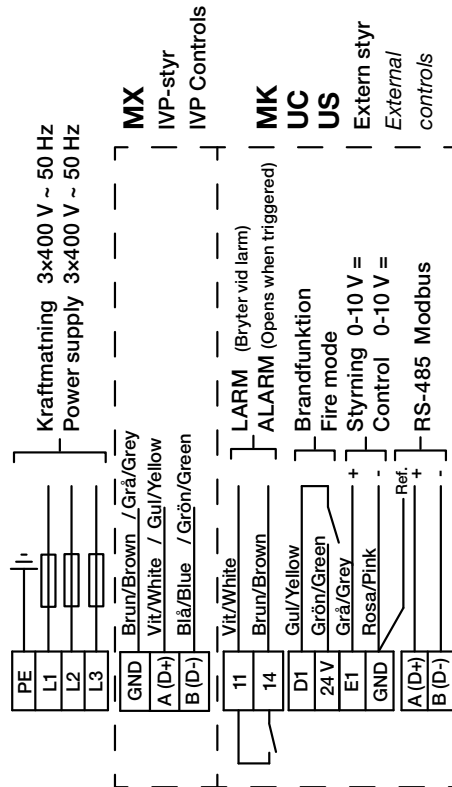 PE
L1
L2
L3
Kraftmatning 3x400 V ~ 50 Hz
Power supply 3x400 V ~ 50 Hz
GND
A (D+)
B (D-)
Brun/Brown / Grå/Grey
Vit/White / Gul/Yellow
Blå/Blue / Grön/Green
MX
IVP-styr
IVP Controls
11
14
Vit/White
Brun/Brown
LARM (Bryter vid larm)
ALARM (Opens when triggered)
D1
24 V
E1
GND
Gul/Yellow
Grön/Green
Grå/Grey
Rosa/Pink
Brandfunktion
Fire mode
+
-
Styrning 0-10 V =
Control 0-10 V =
Ref.
A (D+)
B (D-)
+
-
RS-485 Modbus
MK
UC
US
Extern styr
External
controls